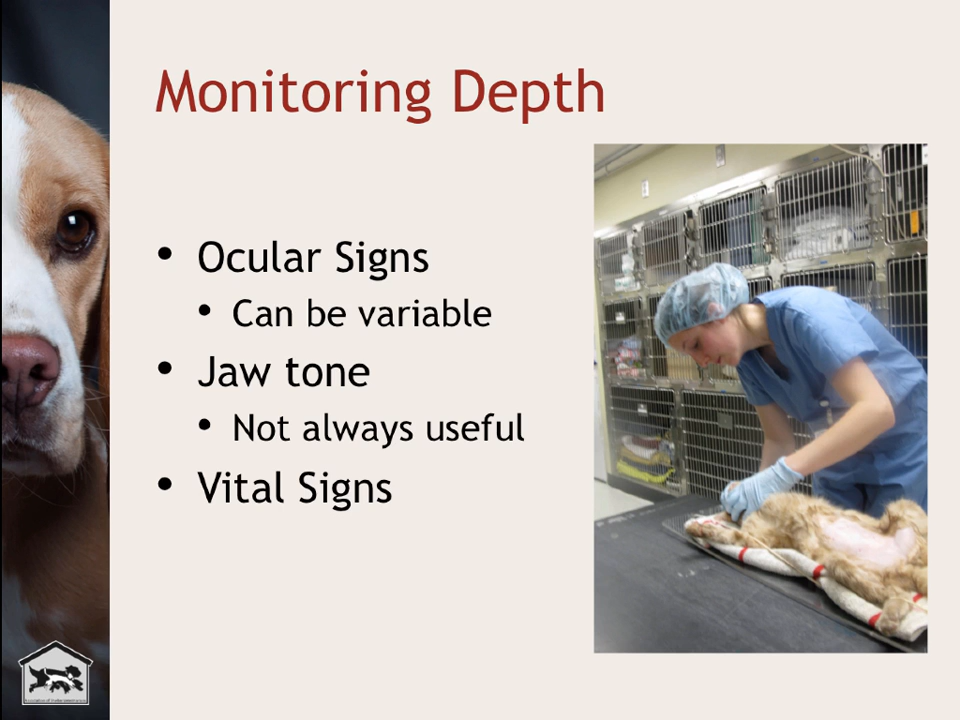 Monitoring Depth
• Ocular Signs
• Can be variable
• Jaw tone
• Not always useful
• Vital Signs